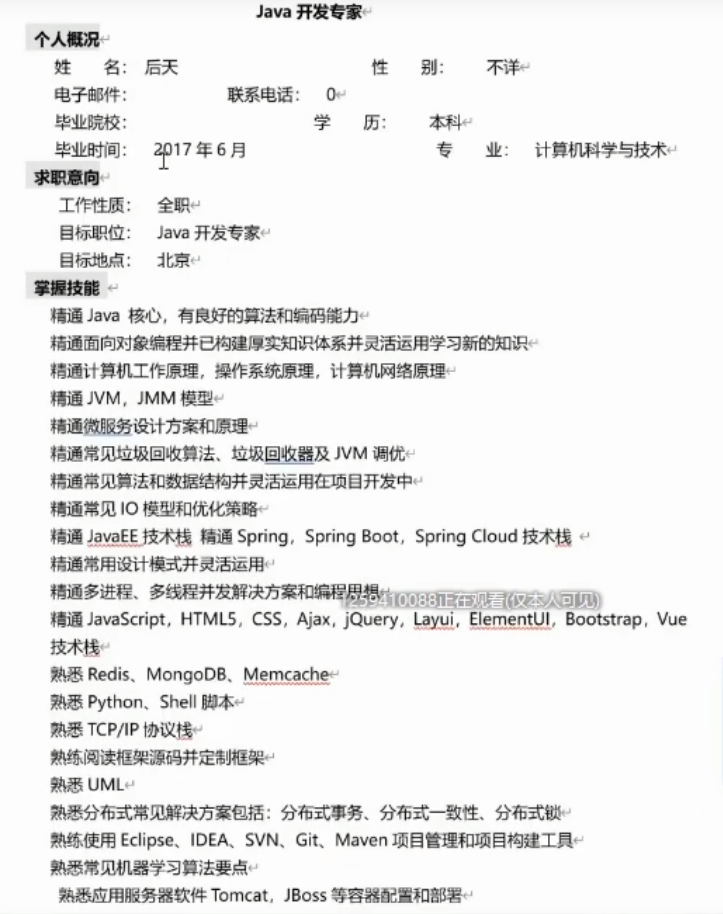 Java 开发专家
个人概况
姓 名： 后天 性 别： 不详
电子邮件： 联系电话： 0
毕业院校： 学 历： 本科
毕业时间： 2017 年 6 月 专 业： 计算机科学与技术
求职意向
工作性质： 全职
目标职位： Java 开发专家
目标地点： 北京
掌握技能
精通 Java 核心，有良好的算法和编码能力
精通面向对象编程并已构建厚实知识体系并灵活运用学习新的知识
精通计算机工作原理，操作系统原理，计算机网络原理
精通 JVM，JMM 模型
精通微服务设计方案和原理
精通常见垃圾回收算法、垃圾回收器及 JVM 调优
精通常见算法和数据结构并灵活运用在项目开发中
精通常见 IO 模型和优化策略
精通 JavaEE 技术栈 精通 Spring，Spring Boot，Spring Cloud 技术栈
精通常用设计模式并灵活运用
精通多进程、多线程并发解决方案和编程思想
7259410088正在观看(仅本人可见)
精通 JavaScript，HTML5，CSS，Ajax，jQuery，Layui，ElementUI，Bootstrap，Vue
技术栈
熟悉 Redis、MongoDB、Memcache
熟悉 Python、Shell 脚本
熟悉 TCP/IP 协议栈
熟练阅读框架源码并定制框架
熟悉 UML
熟悉分布式常见解决方案包括：分布式事务、分布式一致性、分布式锁
熟练使用 Eclipse、IDEA、SVN、Git、Maven 项目管理和项目构建工具
熟悉常见机器学习算法要点
熟悉应用服务器软件 Tomcat，JBoss 等容器配置和部署